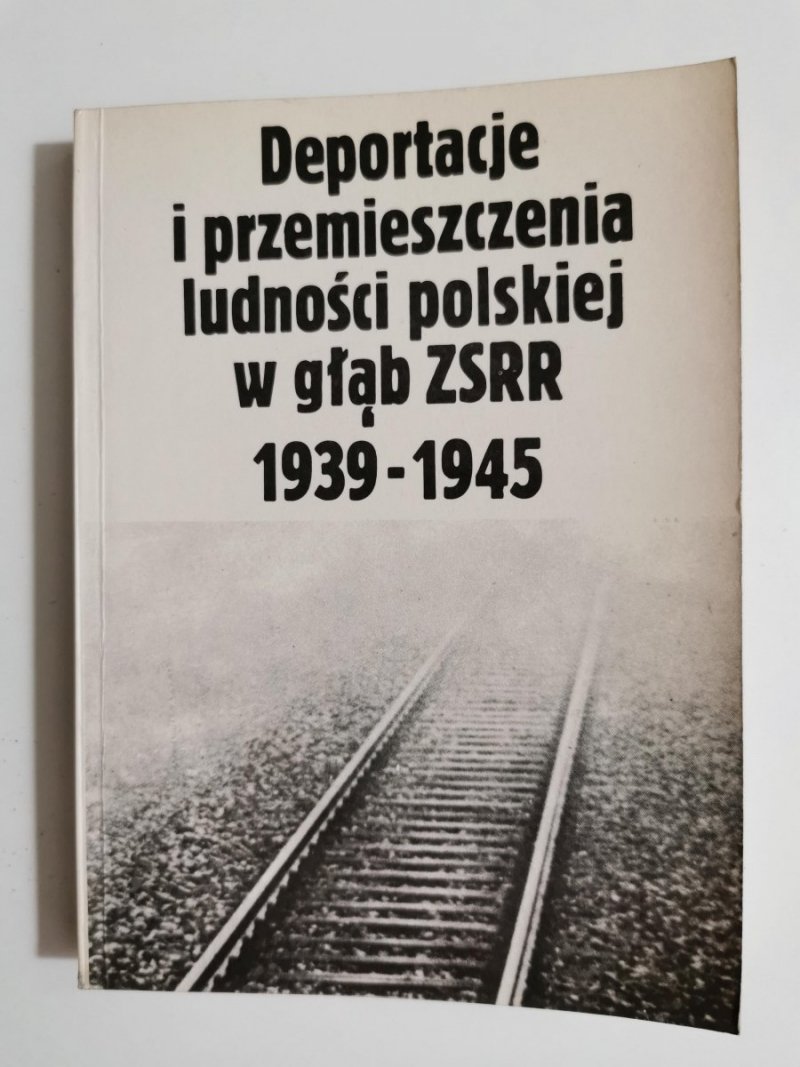 Deportacje
i przemieszczenia
ludności polskiej
w głąb ZSRR
1939-1945